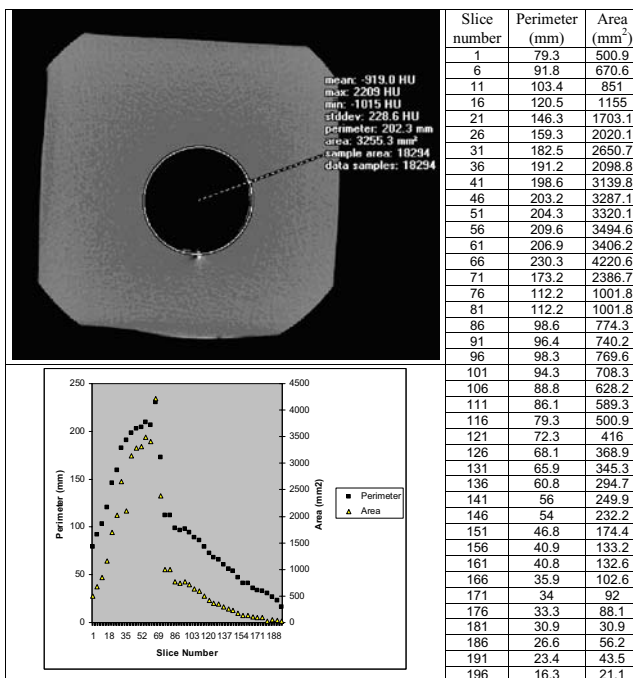 mean: -919.0 HU
max: 2209 HU
min: -1015 HU
stddev: 228.6 HU
perimeter: 202.3 mm
area: 3255.3 mm²
sample area: 18294
data samples: 18294
Slice number Perimeter (mm) Area (mm²)
1 79.3 500.9
6 91.8 670.6
11 103.4 851
16 120.5 1155
21 146.3 1703.1
26 159.3 2020.1
31 182.5 2650.7
36 191.2 2098.8
41 198.6 3139.8
46 203.2 3287.1
51 204.3 3320.1
56 209.6 3494.6
61 206.9 3406.2
66 230.3 4220.6
71 173.2 2386.7
76 112.2 1001.8
81 112.2 1001.8
86 98.6 774.3
91 96.4 740.2
96 98.3 769.6
101 94.3 708.3
106 88.8 628.2
111 86.1 589.3
116 79.3 500.9
121 72.3 416
126 68.1 368.9
131 65.9 345.3
136 60.8 294.7
141 56 249.9
146 54 232.2
151 46.8 174.4
156 40.9 133.2
161 40.8 132.6
166 35.9 102.6
171 34 92
176 33.3 88.1
181 30.9 30.9
186 26.6 56.2
191 23.4 43.5
196 16.3 21.1
250
200
150
100
50
0
Perimeter (mm)
4500
4000
3500
3000
2500
2000
1500
1000
500
0
Area (mm2)
Perimeter
Area
1 18 35 52 69 86 103 120 137 154 171 188
Slice Number